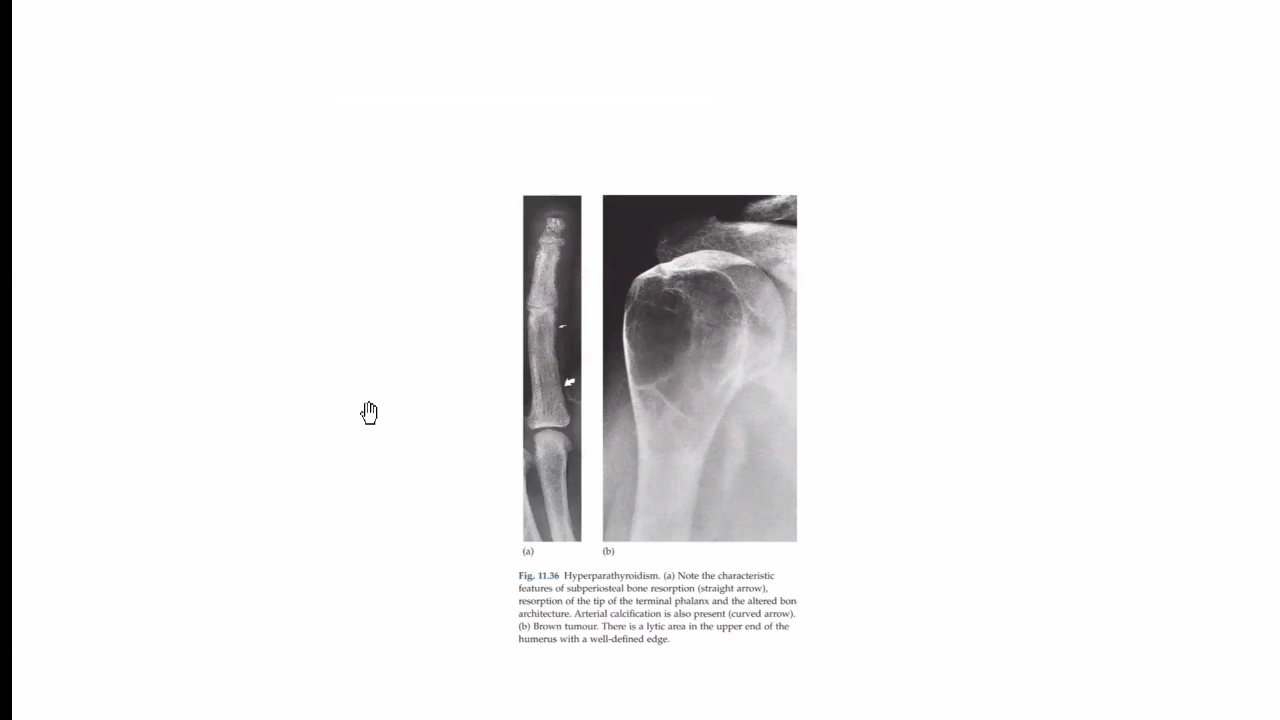 (a)
(b)
Fig. 11.36 Hyperparathyroidism. (a) Note the characteristic
features of subperiosteal bone resorption (straight arrow),
resorption of the tip of the terminal phalanx and the altered bon
architecture. Arterial calcification is also present (curved arrow).
(b) Brown tumour. There is a lytic area in the upper end of the
humerus with a well-defined edge.